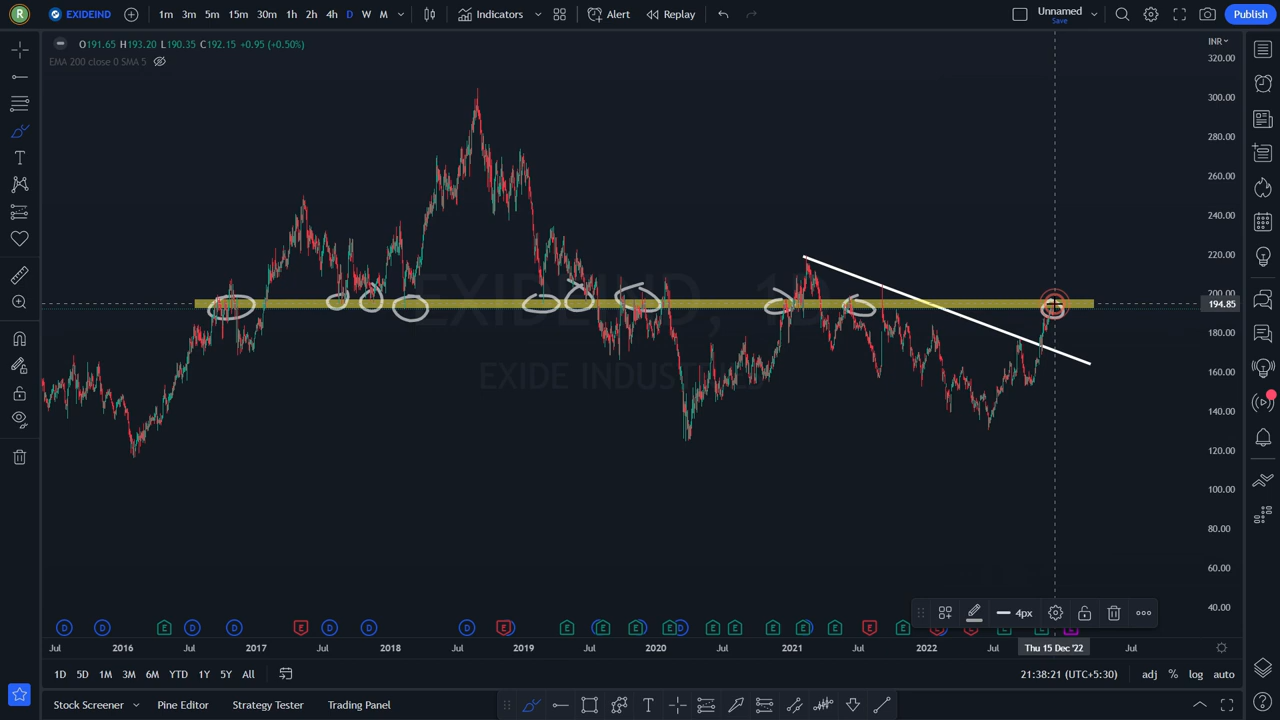 R EXIDEIND 1m 3m 5m 15m 30m 1h 2h 4h D W M Indicators Alert Replay Unnamed Save Publish
O191.65 H193.20 L190.35 C192.15 +0.95 (+0.50%)
EMA 200 close 0 SMA 5
INR
320.00
300.00
280.00
260.00
240.00
220.00
200.00
194.85
180.00
160.00
140.00
120.00
100.00
80.00
60.00
40.00
EXIDEIND, 1D
EXIDE INDUSTRIES
4px
D D E D D E D D D E E E E D E E E E E E E E
Jul 2016 Jul 2017 Jul 2018 Jul 2019 Jul 2020 Jul 2021 Jul 2022 Jul Thu 15 Dec '22 Jul
1D 5D 1M 3M 6M YTD 1Y 5Y All 21:38:21 (UTC+5:30) adj % log auto
Stock Screener Pine Editor Strategy Tester Trading Panel